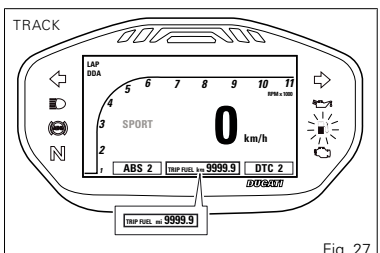 TRACK
LAP
DDA
1 2 3 4 5 6 7 8 9 10 11
RPM x 1000
SPORT
0 km/h
ABS 2 TRIP FUEL km 9999.9 DTC 2
DUCATI
ABS
N
TRIP FUEL mi 9999.9
Fig. 27